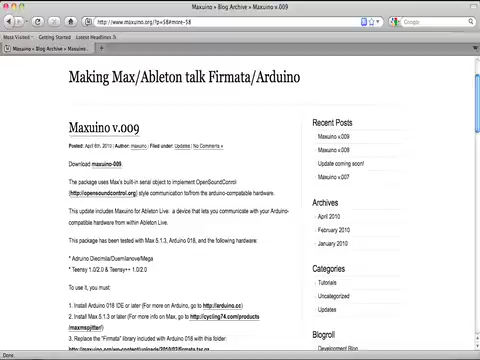 Maxuino » Blog Archive » Maxuino v.009
http://www.maxuino.org/?p=58#more-58
Google
Most Visited
Getting Started
Latest Headlines
Maxuino » Blog Archive » Maxuino ...
Making Max/Ableton talk Firmata/Arduino
Maxuino v.009
Posted: April 8th, 2010 | Author: maxuino | Filed under: Updates | No Comments »
Download maxuino-009.
The package uses Max's built-in serial object to implement OpenSoundConrol
(http://opensoundcontrol.org) style communication to/from the arduino-compatable hardware.
This update includes Maxuino for Ableton Live. a device that lets you communicate with your Arduino-
compatible hardware from within Ableton Live.
This package has been tested with Max 5.1.3, Arduino 018, and the following hardware:
* Adruino Diecimila/Duemilanove/Mega
* Teensy 1.0/2.0 & Teensy++ 1.0/2.0
To use it, you must:
1. Install Arduino 018 IDE or later (For more on Arduino, go to http://arduino.cc)
2. Install Max 5.1.3 or later (For more info on Max, go to http://cycling74.com/products
/maxmspjitter/)
3. Replace the "Firmata" library included with Arduino 018 with this folder:
Recent Posts
Maxuino v.009
Maxuino v.008
Update coming soon!
Maxuino v.007
Archives
April 2010
February 2010
January 2010
Categories
Tutorials
Uncategorized
Updates
Blogroll
Development Blog
Done